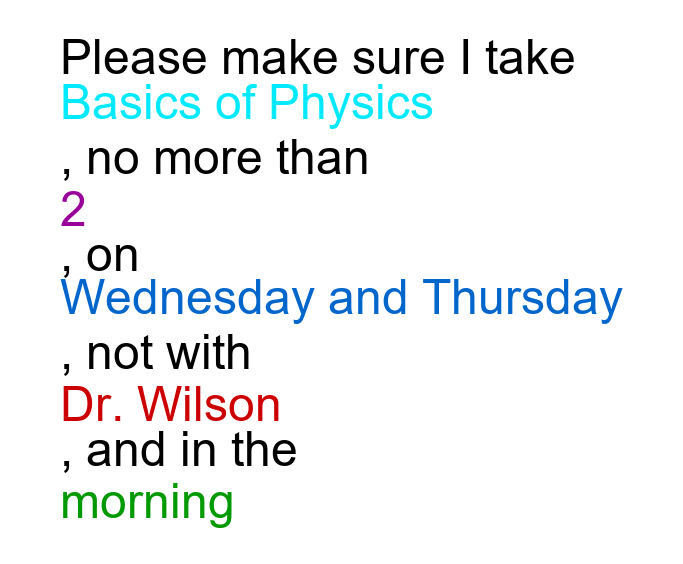 Please make sure I take
Basics of Physics
, no more than
2
, on
Wednesday and Thursday
, not with
Dr. Wilson
, and in the
morning